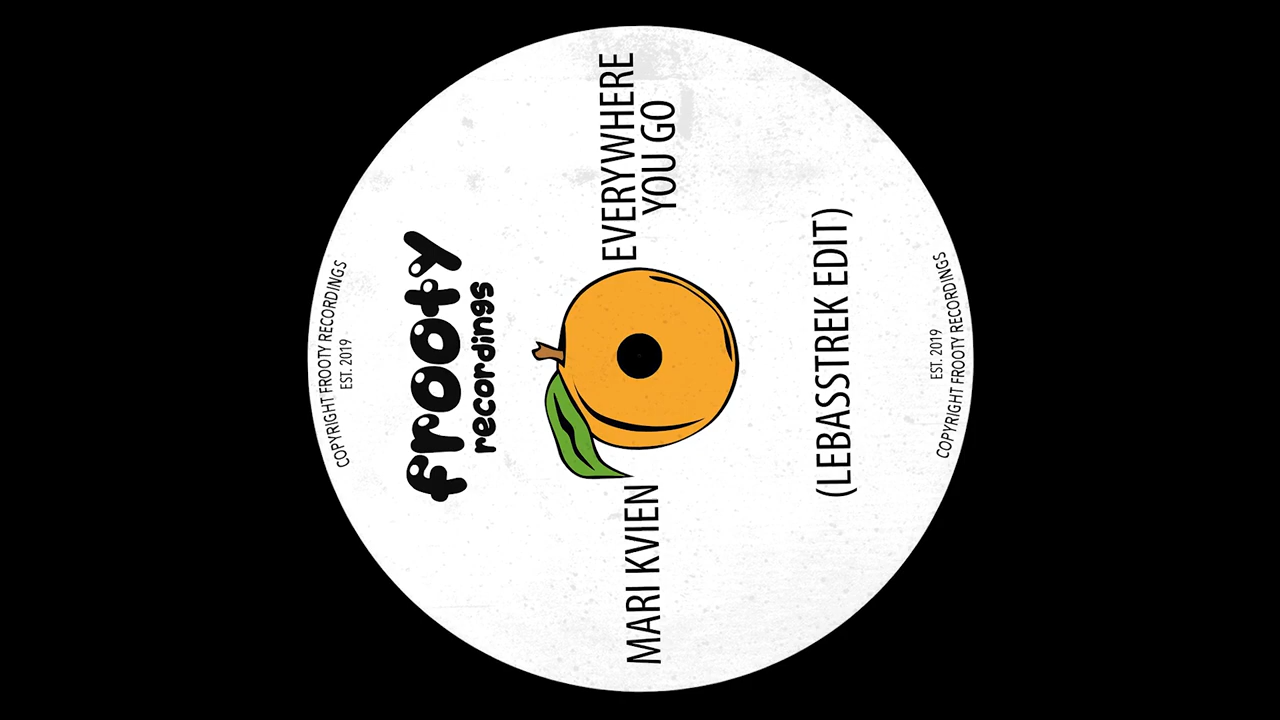 COPYRIGHT FROOTY RECORDINGS
EST. 2019
frooty
recordings
MARI KVIEN
EVERYWHERE
YOU GO
(LEBASSTREK EDIT)
EST. 2019
COPYRIGHT FROOTY RECORDINGS